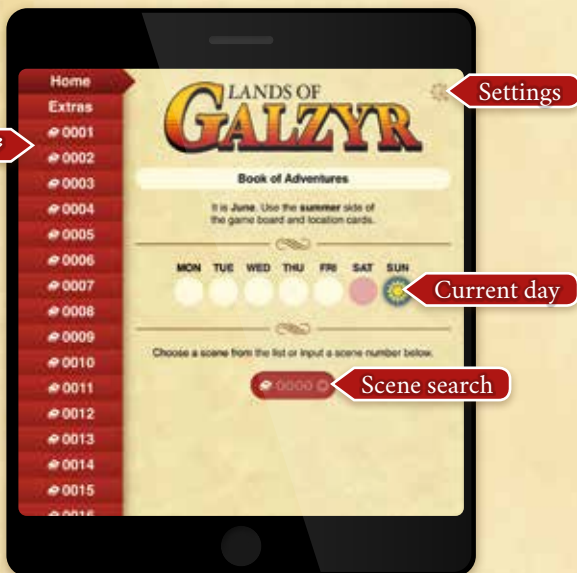 Home
Extras
0001
0002
0003
0004
0005
0006
0007
0008
0009
0010
0011
0012
0013
0014
0015
LANDS OF
GALZYR
Settings
Book of Adventures
It is June. Use the summer side of
the game board and location cards.
MON TUE WED THU FRI SAT SUN
Current day
Choose a scene from the list or input a scene number below.
0000
Scene search